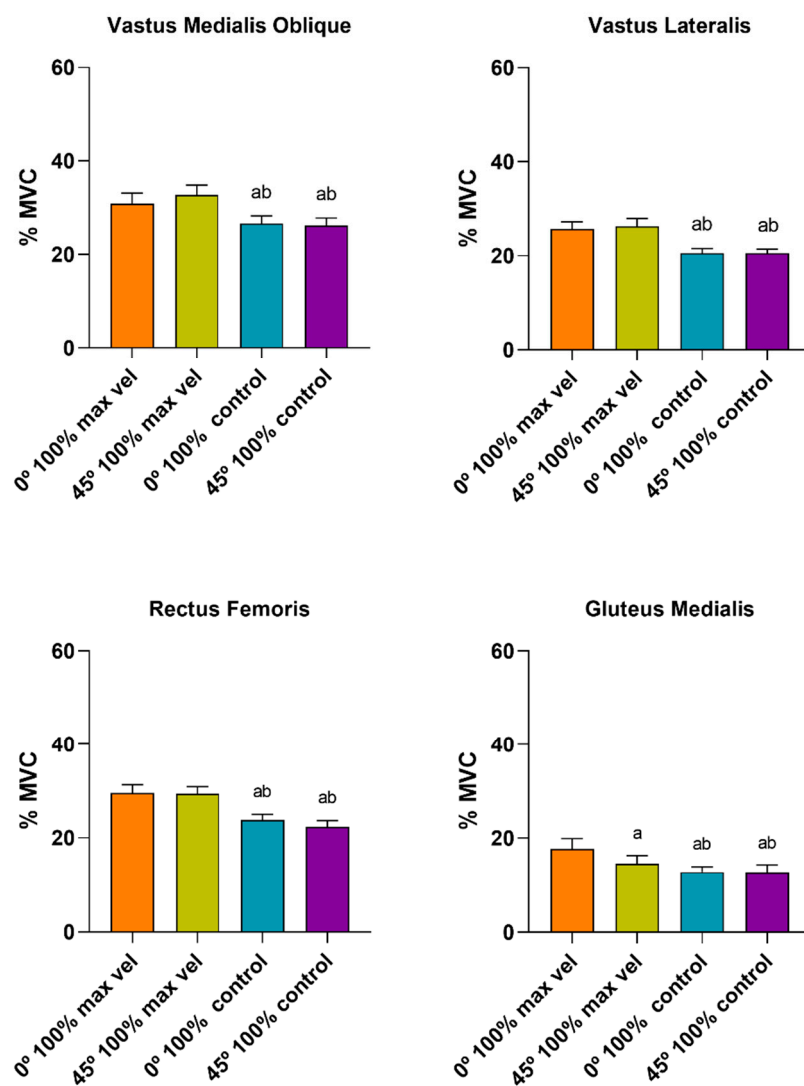 Vastus Medialis Oblique
% MVC
60
40
20
0
ab
ab
0º 100% max vel
45º 100% max vel
0º 100% control
45º 100% control
Vastus Lateralis
% MVC
60
40
20
0
ab
ab
0º 100% max vel
45º 100% max vel
0º 100% control
45º 100% control
Rectus Femoris
% MVC
60
40
20
0
ab
ab
0º 100% max vel
45º 100% max vel
0º 100% control
45º 100% control
Gluteus Medialis
% MVC
60
40
20
0
a
ab
ab
0º 100% max vel
45º 100% max vel
0º 100% control
45º 100% control